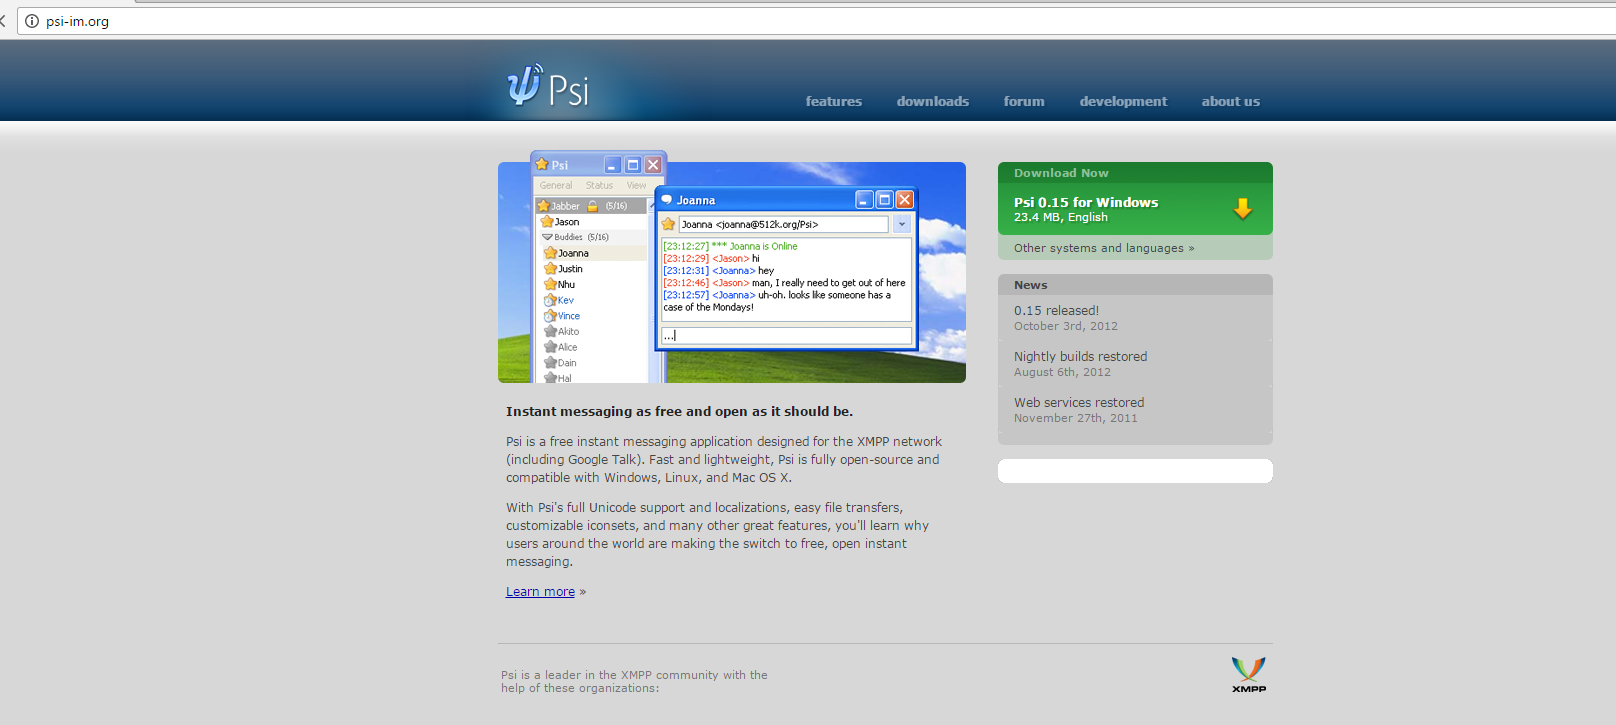 psi-im.org
Psi
features downloads forum development about us
Psi
General Status View
Jabber (5/16)
Jason
Buddies (5/16)
Joanna
Justin
Nhu
Kev
Vince
Akito
Alice
Dain
Hal
Joanna
Joanna <joanna@512k.org/Psi>
[23:12:27] *** Joanna is Online
[23:12:29] <Jason> hi
[23:12:31] <Joanna> hey
[23:12:46] <Jason> man, I really need to get out of here
[23:12:57] <Joanna> uh-oh. looks like someone has a
case of the Mondays!
...|
Download Now
Psi 0.15 for Windows
23.4 MB, English
Other systems and languages »
News
0.15 released!
October 3rd, 2012
Nightly builds restored
August 6th, 2012
Web services restored
November 27th, 2011
Instant messaging as free and open as it should be.
Psi is a free instant messaging application designed for the XMPP network
(including Google Talk). Fast and lightweight, Psi is fully open-source and
compatible with Windows, Linux, and Mac OS X.
With Psi's full Unicode support and localizations, easy file transfers,
customizable iconsets, and many other great features, you'll learn why
users around the world are making the switch to free, open instant
messaging.
Learn more »
Psi is a leader in the XMPP community with the
help of these organizations:
XMPP